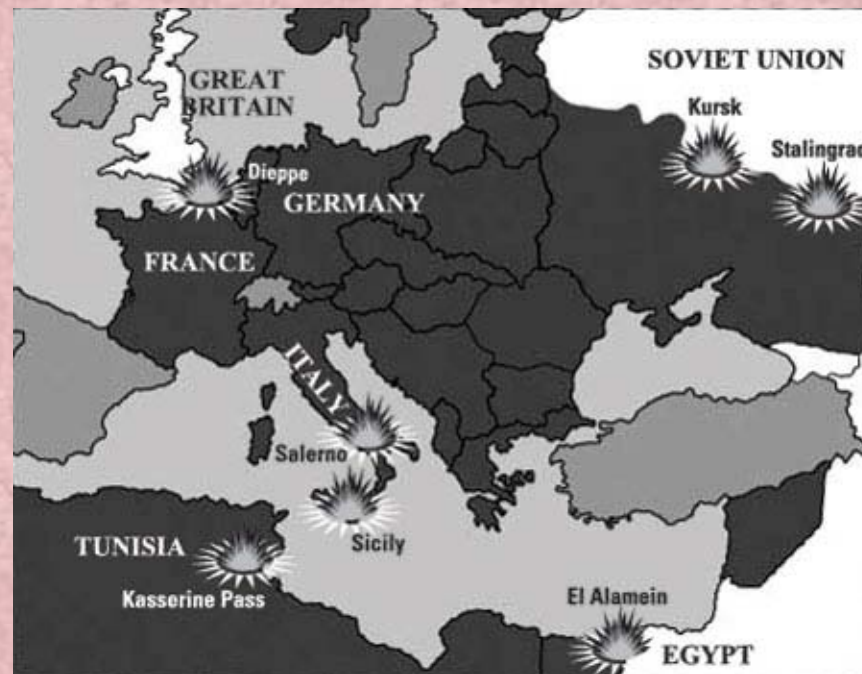 SOVIET UNION
GREAT
BRITAIN
Kursk
Stalingrad
Dieppe
GERMANY
FRANCE
ITALY
Salerno
Sicily
TUNISIA
Kasserine Pass
El Alamein
EGYPT